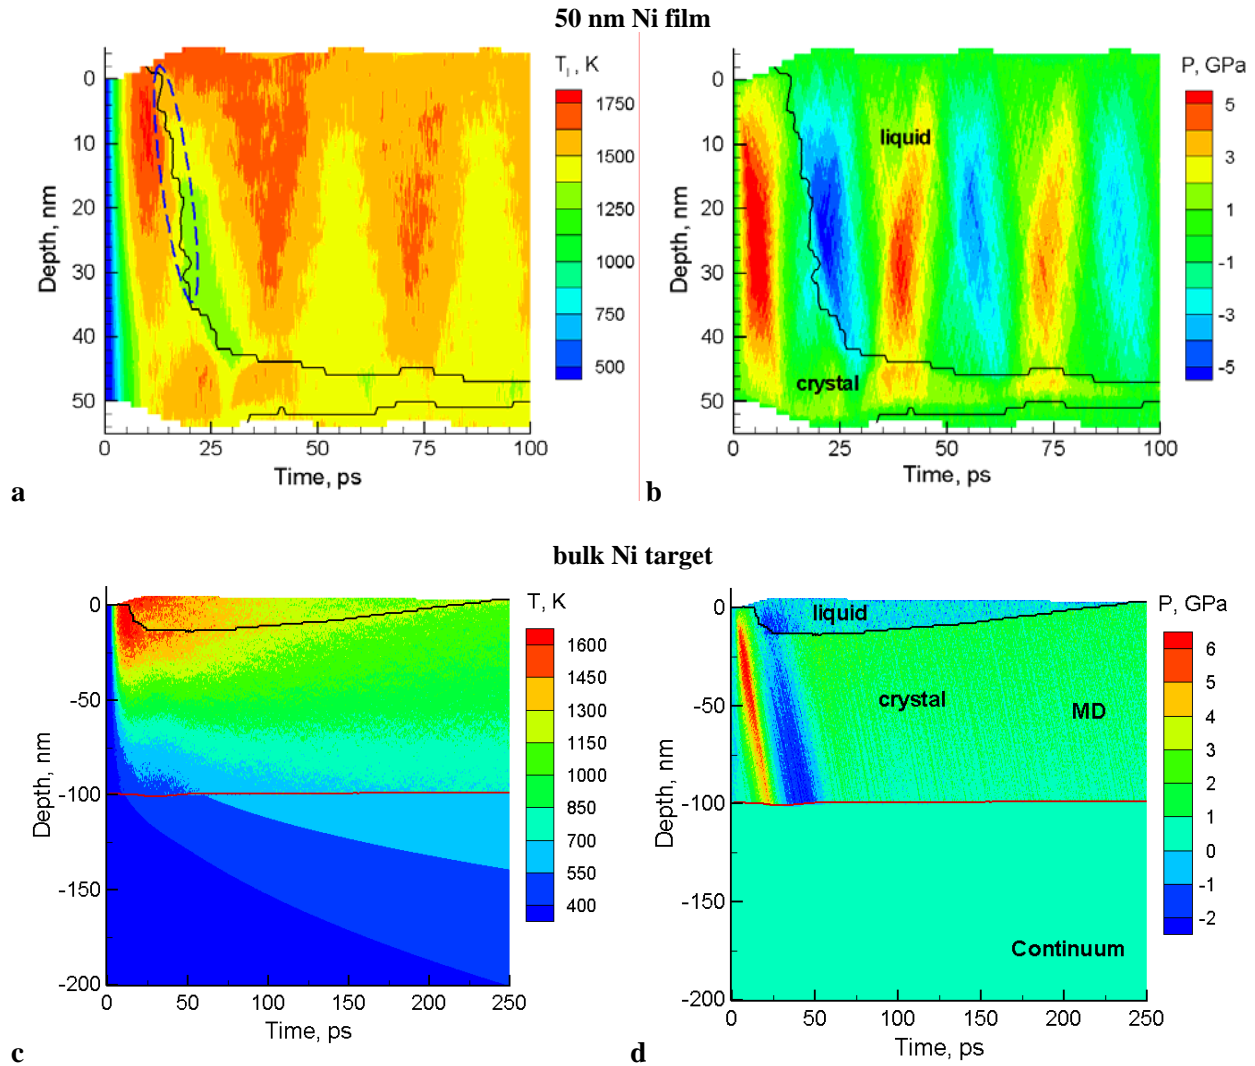 50 nm Ni film
T_l , K
1750
1500
1250
1000
750
500
0
10
20
30
40
50
Depth, nm
0 25 50 75 100
Time, ps
a
P, GPa
5
3
1
-1
-3
-5
liquid
crystal
0
10
20
30
40
50
Depth, nm
0 25 50 75 100
Time, ps
b
bulk Ni target
T, K
1600
1450
1300
1150
1000
850
700
550
400
0
-50
-100
-150
-200
Depth, nm
0 50 100 150 200 250
Time, ps
c
P, GPa
6
5
4
3
2
1
0
-1
-2
liquid
crystal
MD
Continuum
0
-50
-100
-150
-200
Depth, nm
0 50 100 150 200 250
Time, ps
d